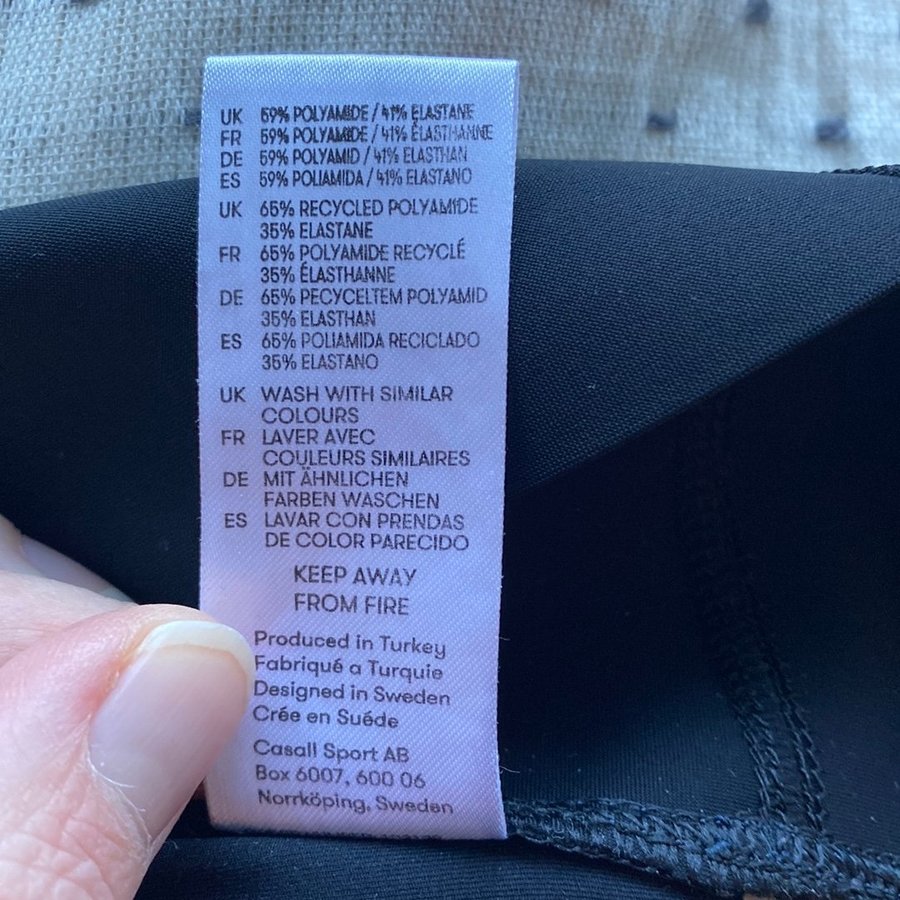 UK 59% POLYAMIDE / 41% ELASTANE
FR 59% POLYAMIDE / 41% ÉLASTHANNE
DE 59% POLYAMID / 41% ELASTHAN
ES 59% POLIAMIDA / 41% ELASTANO
UK 65% RECYCLED POLYAMIDE
35% ELASTANE
FR 65% POLYAMIDE RECYCLÉ
35% ÉLASTHANNE
DE 65% PECYCELTEM POLYAMID
35% ELASTHAN
ES 65% POLIAMIDA RECICLADO
35% ELASTANO
UK WASH WITH SIMILAR
COLOURS
FR LAVER AVEC
COULEURS SIMILAIRES
DE MIT ÄHNLICHEN
FARBEN WASCHEN
ES LAVAR CON PRENDAS
DE COLOR PARECIDO
KEEP AWAY
FROM FIRE
Produced in Turkey
Fabriqué a Turquie
Designed in Sweden
Crée en Suéde
Casall Sport AB
Box 6007, 600 06
Norrköping, Sweden